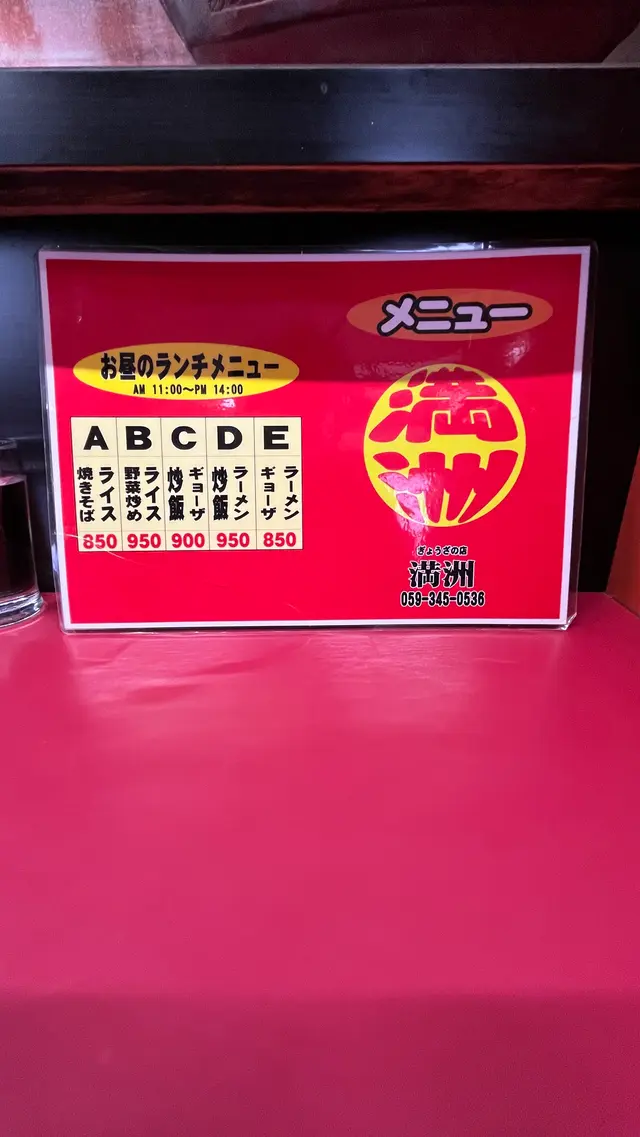 メニュー
お昼のランチメニュー
AM 11:00〜PM 14:00
A B C D E
ライス
焼きそば
ライス
野菜炒め
ギョーザ
炒飯
ラーメン
炒飯
ラーメン
ギョーザ
850 950 900 950 850
満洲
ぎょうざの店
満洲
059-345-0536